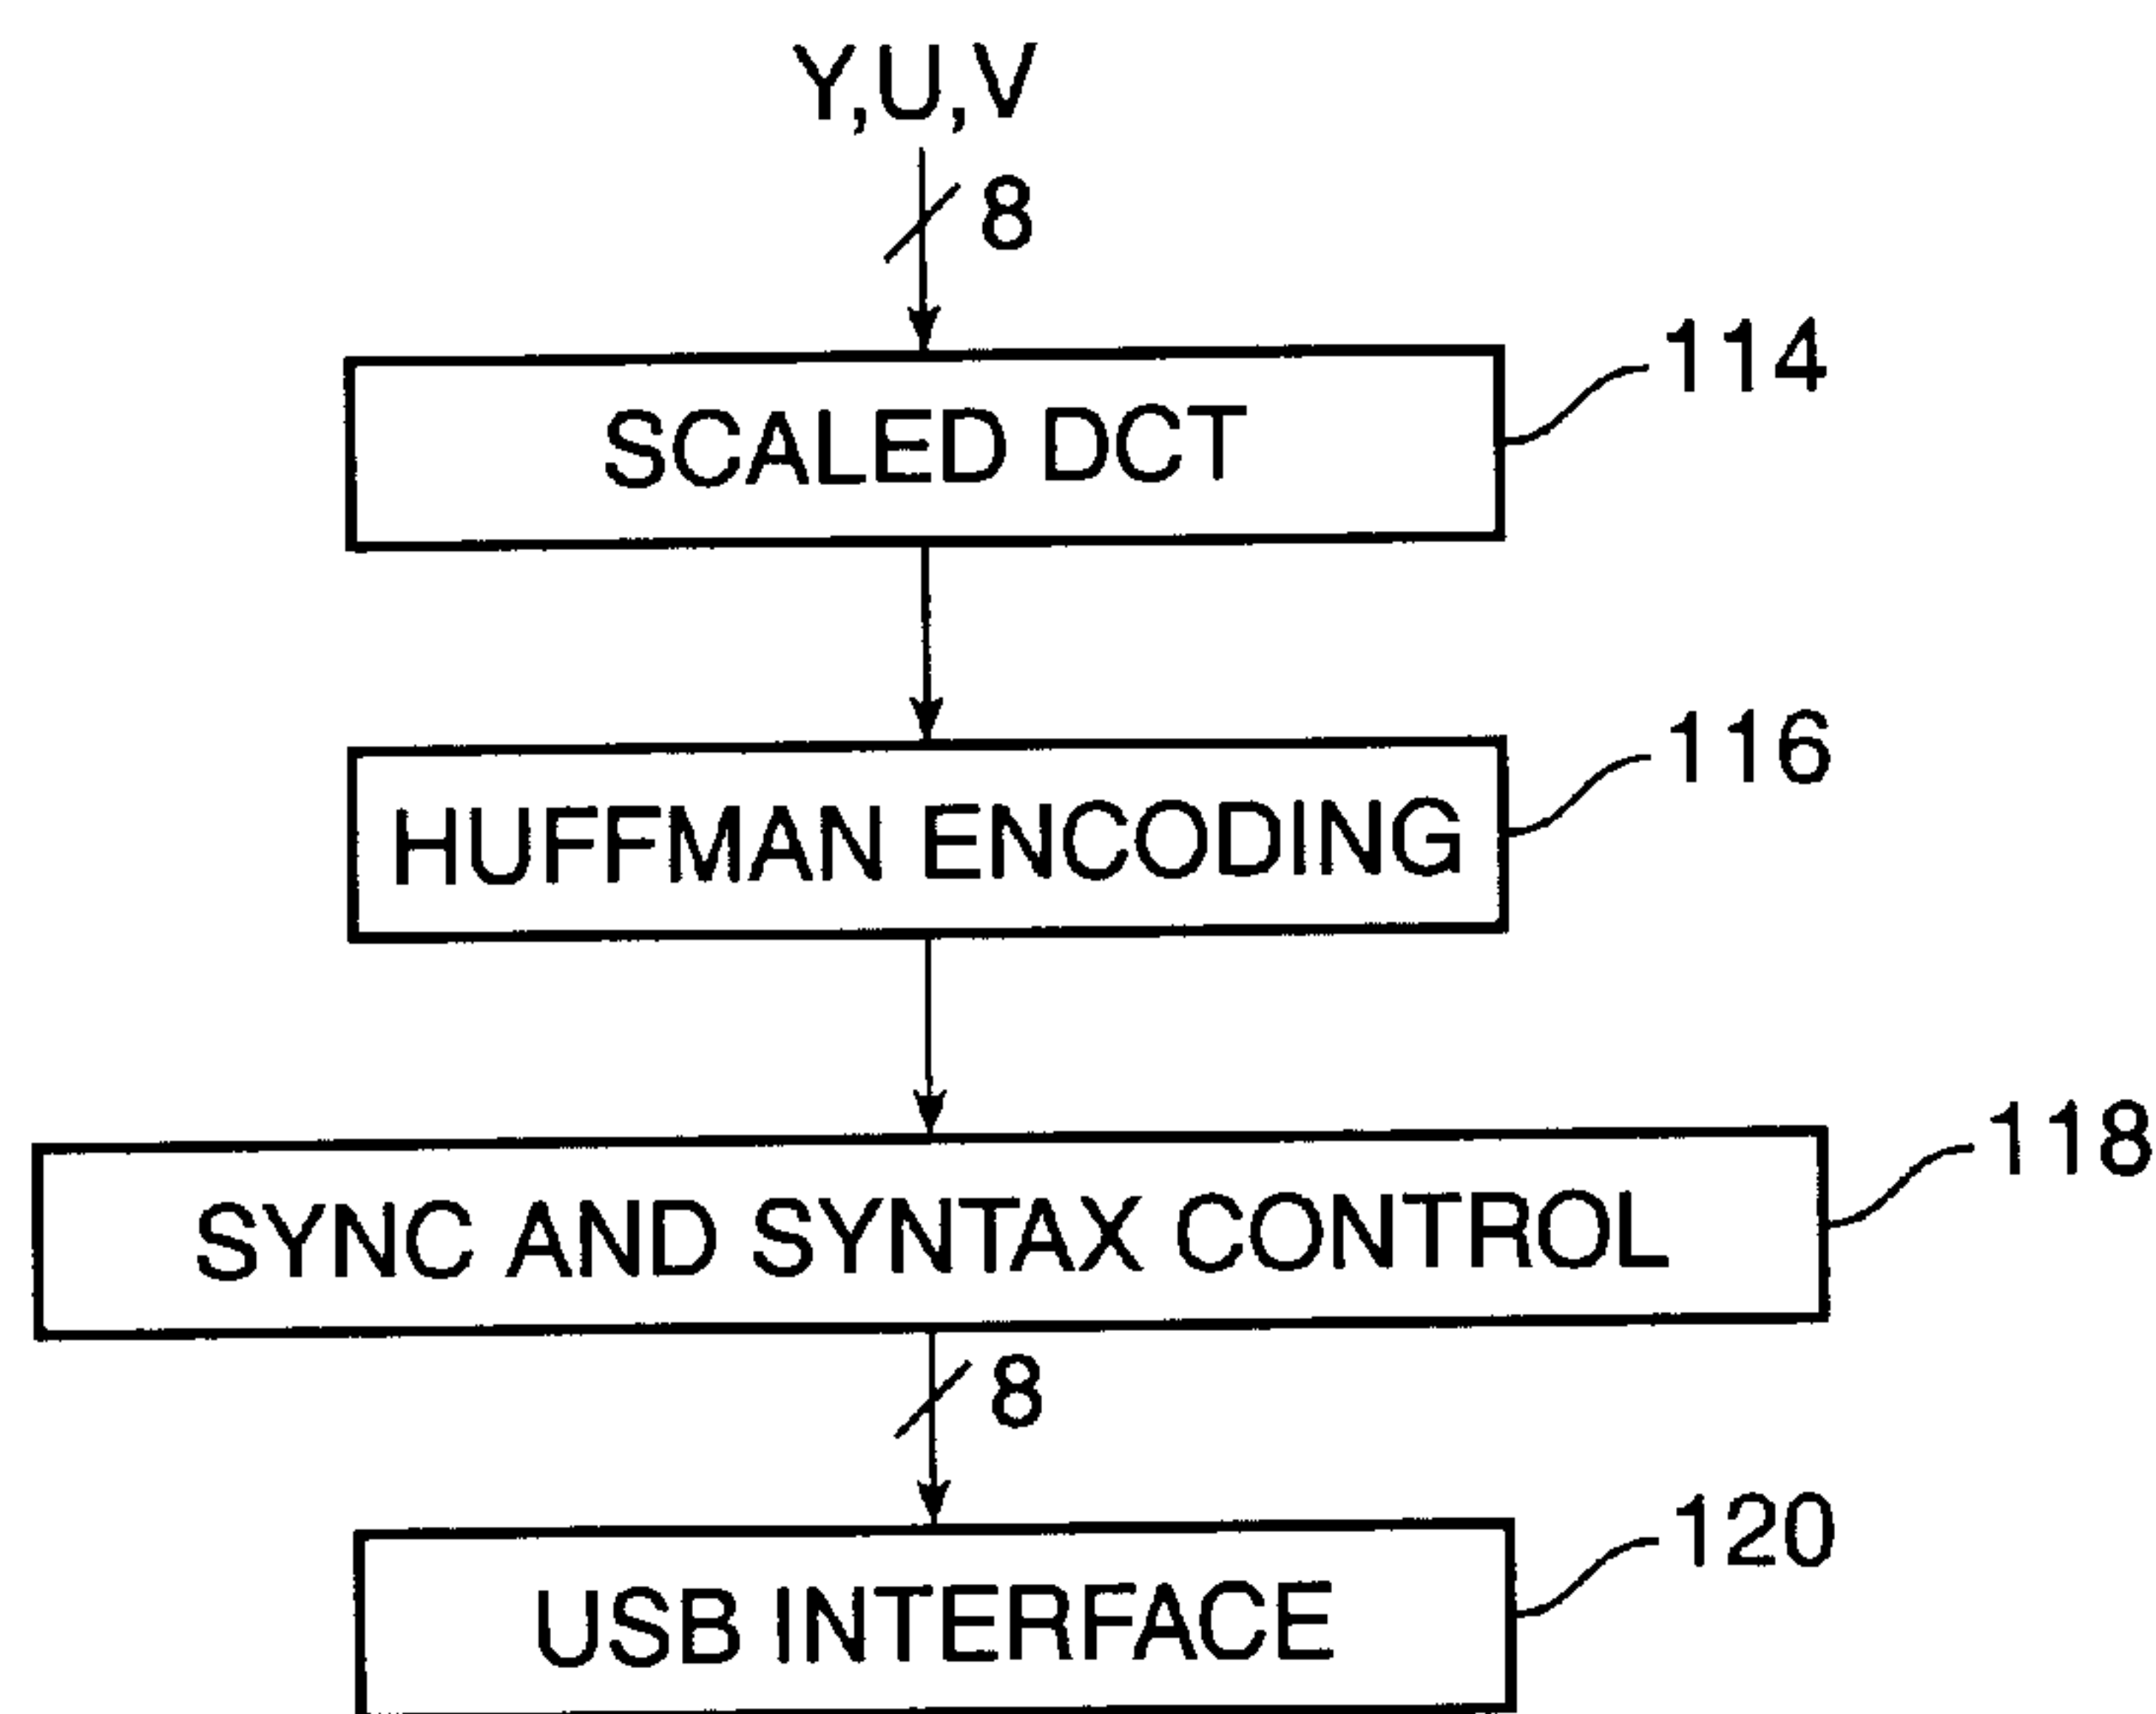 Y,U,V
8
114
SCALED DCT
116
HUFFMAN ENCODING
118
SYNC AND SYNTAX CONTROL
8
120
USB INTERFACE